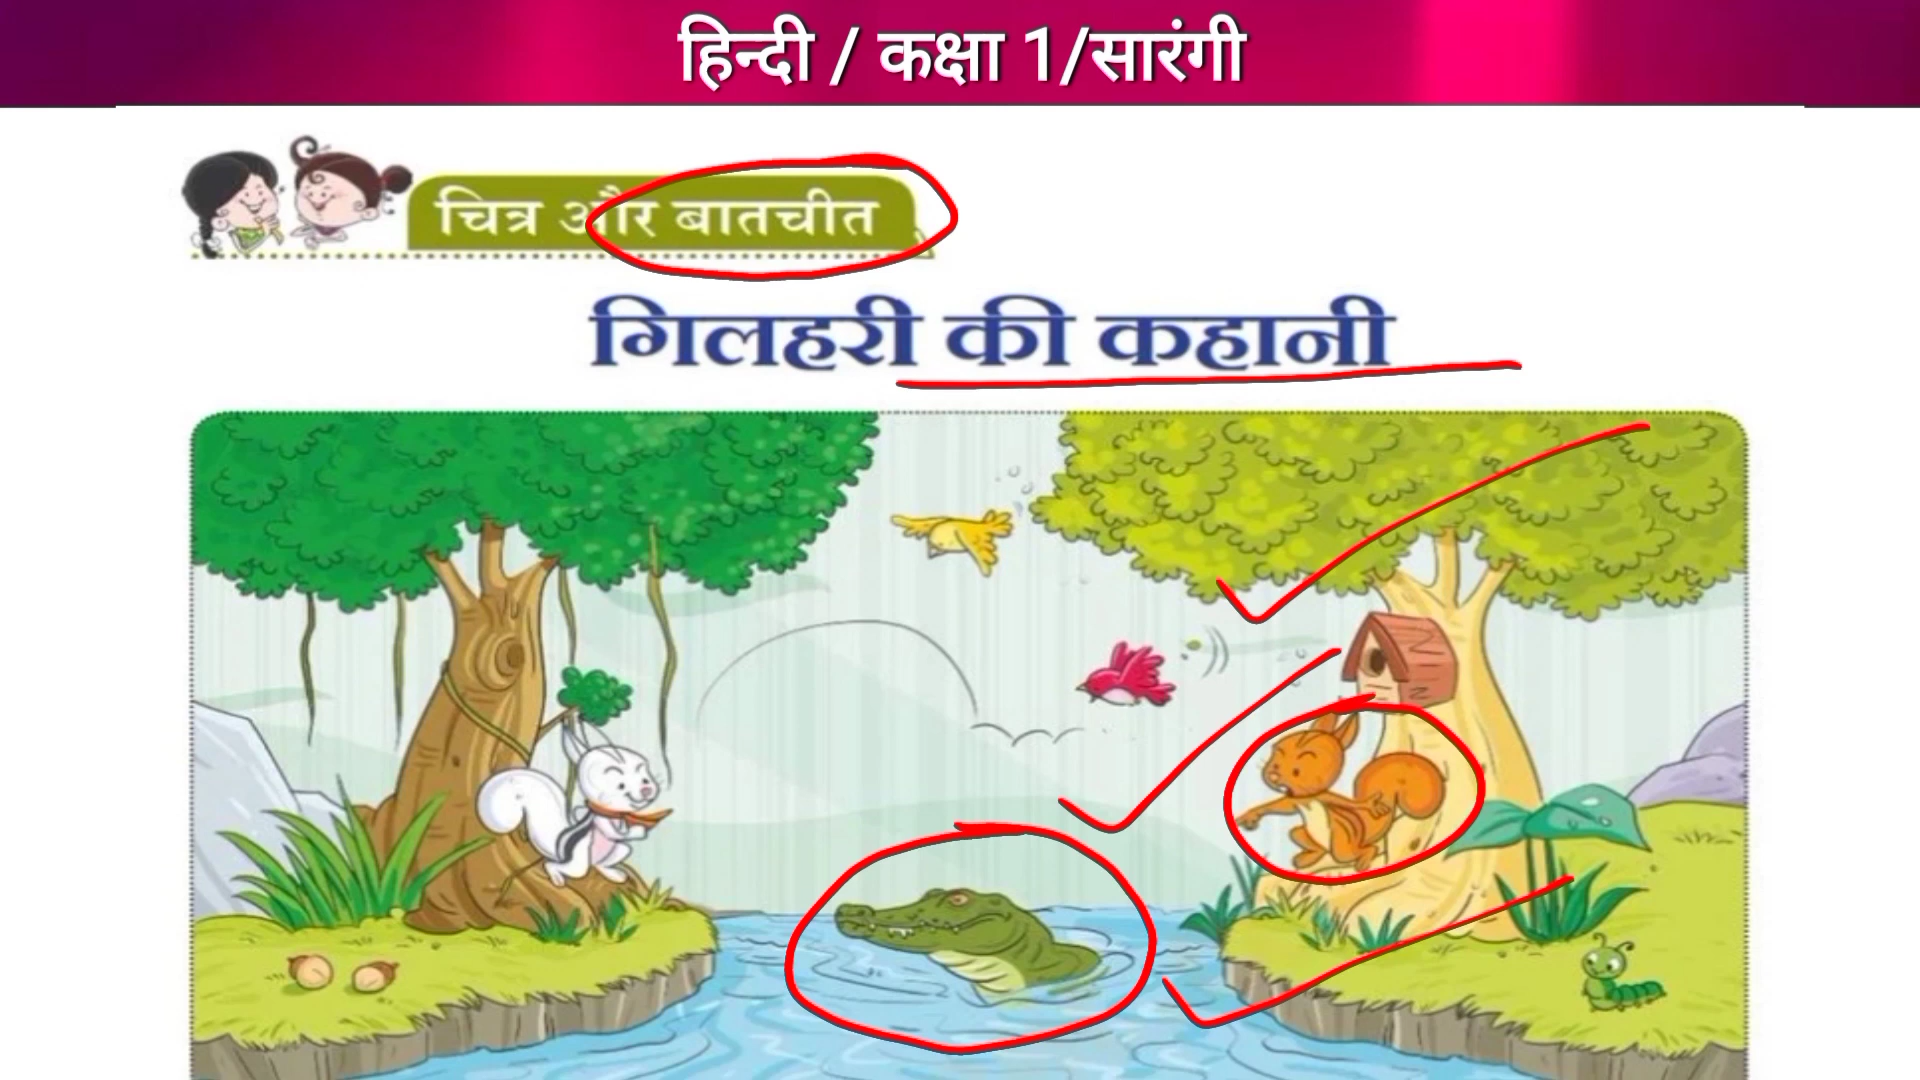 हिन्दी / कक्षा 1/सारंगी
चित्र और बातचीत
गिलहरी की कहानी